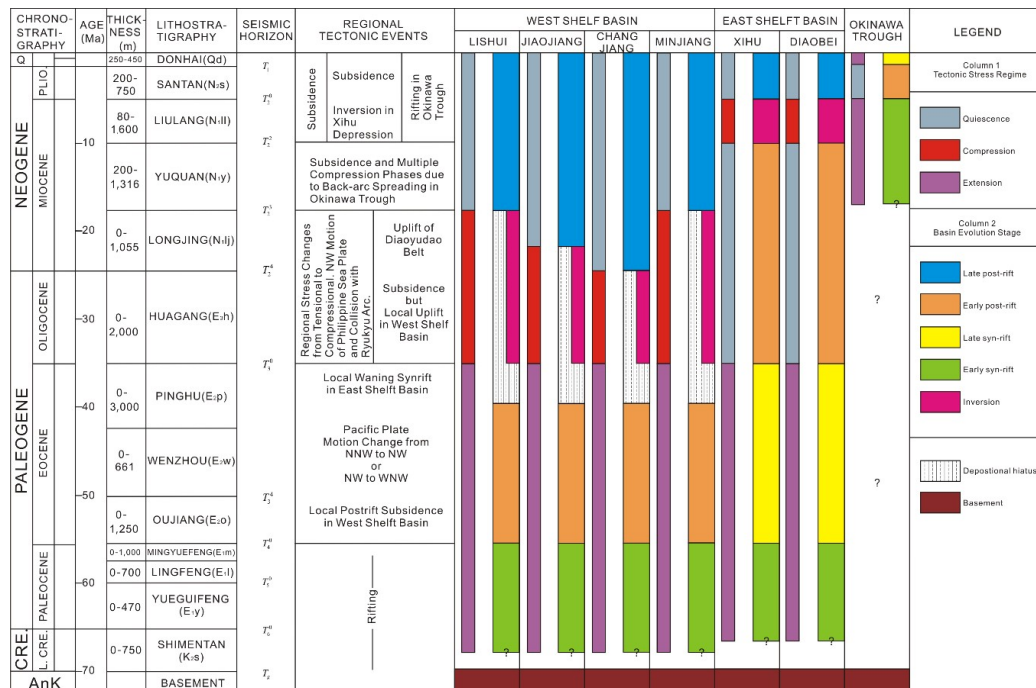 CHRONO-
STRATI-
GRAPHY
AGE
(Ma)
THICK-
NESS
(m)
LITHOSTRA-
TIGRAPHY
SEISMIC
HORIZON
REGIONAL
TECTONIC EVENTS
WEST SHELF BASIN
LISHUI
JIAOJIANG
CHANG
JIANG
MINJIANG
EAST SHELFT BASIN
XIHU
DIAOBEI
OKINAWA
TROUGH
LEGEND
Q
NEOGENE
PALEOGENE
CRE.
AnK
PLIO.
MIOCENE
OLIGOCENE
EOCENE
PALEOCENE
L. CRE.
10
20
30
40
50
60
70
250-450
DONHAI(Qd)
200-
750
SANTAN(N₂s)
80-
1,600
LIULANG(N₁ll)
200-
1,316
YUQUAN(N₁y)
0-
1,055
LONGJING(N₁lj)
0-
2,000
HUAGANG(E₃h)
0-
3,000
PINGHU(E₂p)
0-
661
WENZHOU(E₂w)
0-
1,250
OUJIANG(E₂o)
0-1,000
MINGYUEFENG(E₁m)
0-700
LINGFENG(E₁l)
0-470
YUEGUIFENG
(E₁y)
0-750
SHIMENTAN
(K₂s)
BASEMENT
Subsidence
Subsidence
Inversion in
Xihu
Depression
Rifting in
Okinawa
Trough
Subsidence and Multiple
Compression Phases due
to Back-arc Spreading in
Okinawa Trough
Regional Stress Changes
from Tensional to
Compressional. NW Motion
of Philippine Sea Plate
and Collision with
Ryukyu Arc.
Uplift of
Diaoyudao
Belt
Subsidence
but
Local Uplift
in West Shelf
Basin
Local Waning Synrift
in East Shelft Basin
Pacific Plate
Motion Change from
NNW to NW
or
NW to WNW
Local Postrift Subsidence
in West Shelft Basin
Rifting
?
?
?
?
?
?
?
?
?
Column 1
Tectonic Stress Regime
Quiescence
Compression
Extension
Column 2
Basin Evolution Stage
Late post-rift
Early post-rift
Late syn-rift
Early syn-rift
Inversion
Depostional hiatus
Basement